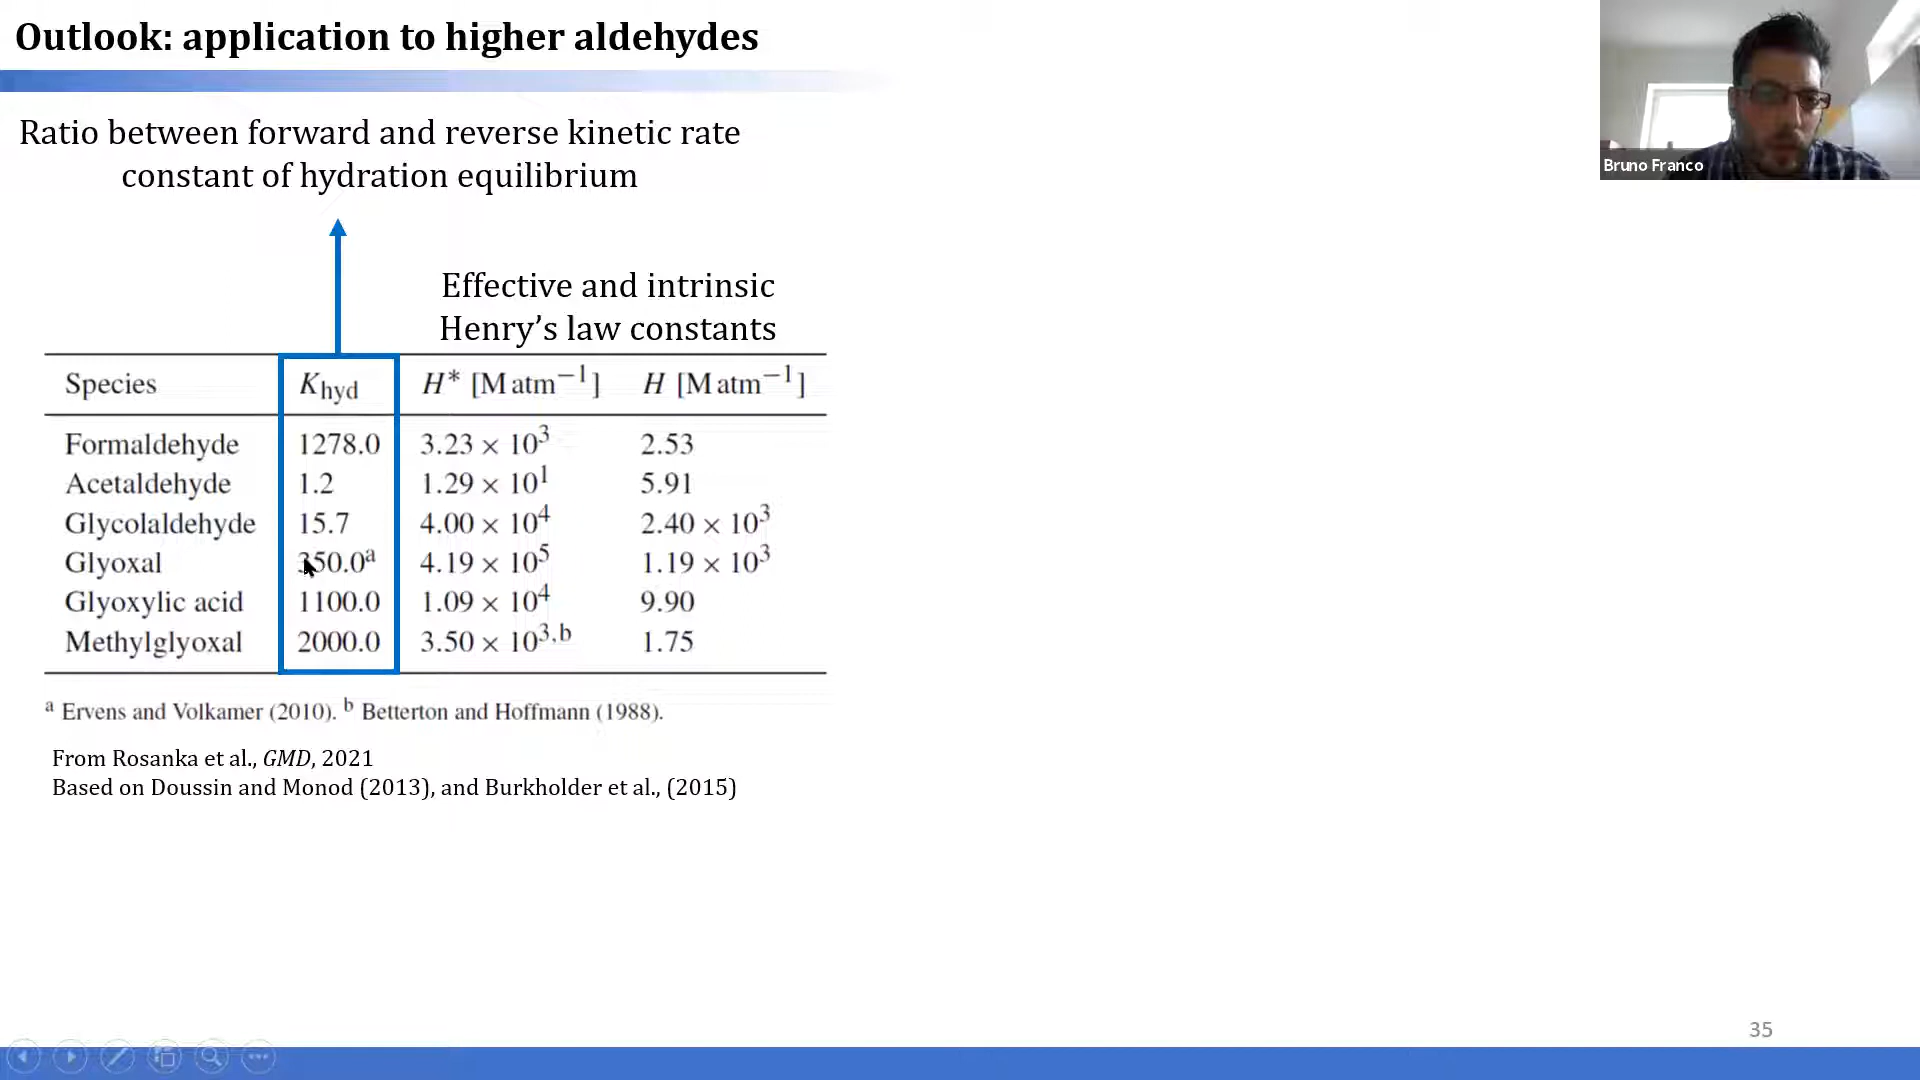 Outlook: application to higher aldehydes
Bruno Franco
Ratio between forward and reverse kinetic rate
constant of hydration equilibrium
Effective and intrinsic
Henry’s law constants
Species K_hyd H* [M atm⁻¹] H [M atm⁻¹]
Formaldehyde 1278.0 3.23 × 10³ 2.53
Acetaldehyde 1.2 1.29 × 10¹ 5.91
Glycolaldehyde 15.7 4.00 × 10⁴ 2.40 × 10³
Glyoxal 350.0ᵃ 4.19 × 10⁵ 1.19 × 10³
Glyoxylic acid 1100.0 1.09 × 10⁴ 9.90
Methylglyoxal 2000.0 3.50 × 10³,ᵇ 1.75
ᵃ Ervens and Volkamer (2010). ᵇ Betterton and Hoffmann (1988).
From Rosanka et al., GMD, 2021
Based on Doussin and Monod (2013), and Burkholder et al., (2015)
35